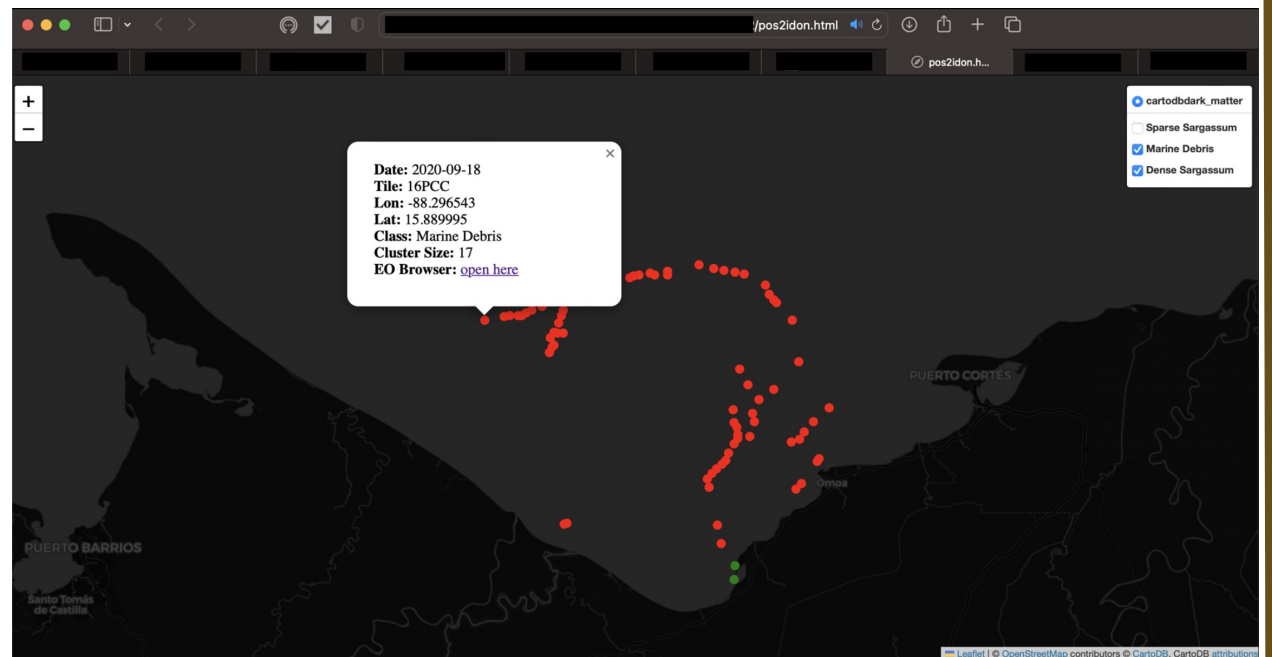 /pos2idon.html
pos2idon.h...
+
−
cartodbdark_matter
Sparse Sargassum
Marine Debris
Dense Sargassum
Date: 2020-09-18
Tile: 16PCC
Lon: -88.296543
Lat: 15.889995
Class: Marine Debris
Cluster Size: 17
EO Browser: open here
×
PUERTO CORTÉS
Omoa
PUERTO BARRIOS
Santo Tomás
de Castilla
Leaflet | © OpenStreetMap contributors © CartoDB, CartoDB attributions